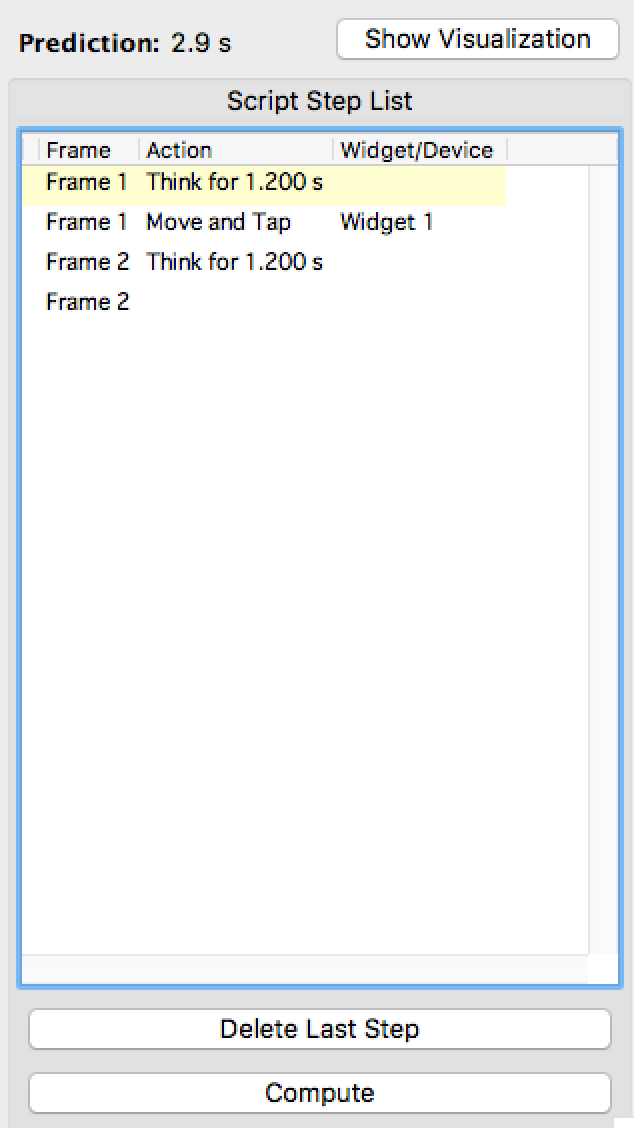 Prediction: 2.9 s Show Visualization
Script Step List
Frame Action Widget/Device
Frame 1 Think for 1.200 s
Frame 1 Move and Tap Widget 1
Frame 2 Think for 1.200 s
Frame 2
Delete Last Step
Compute